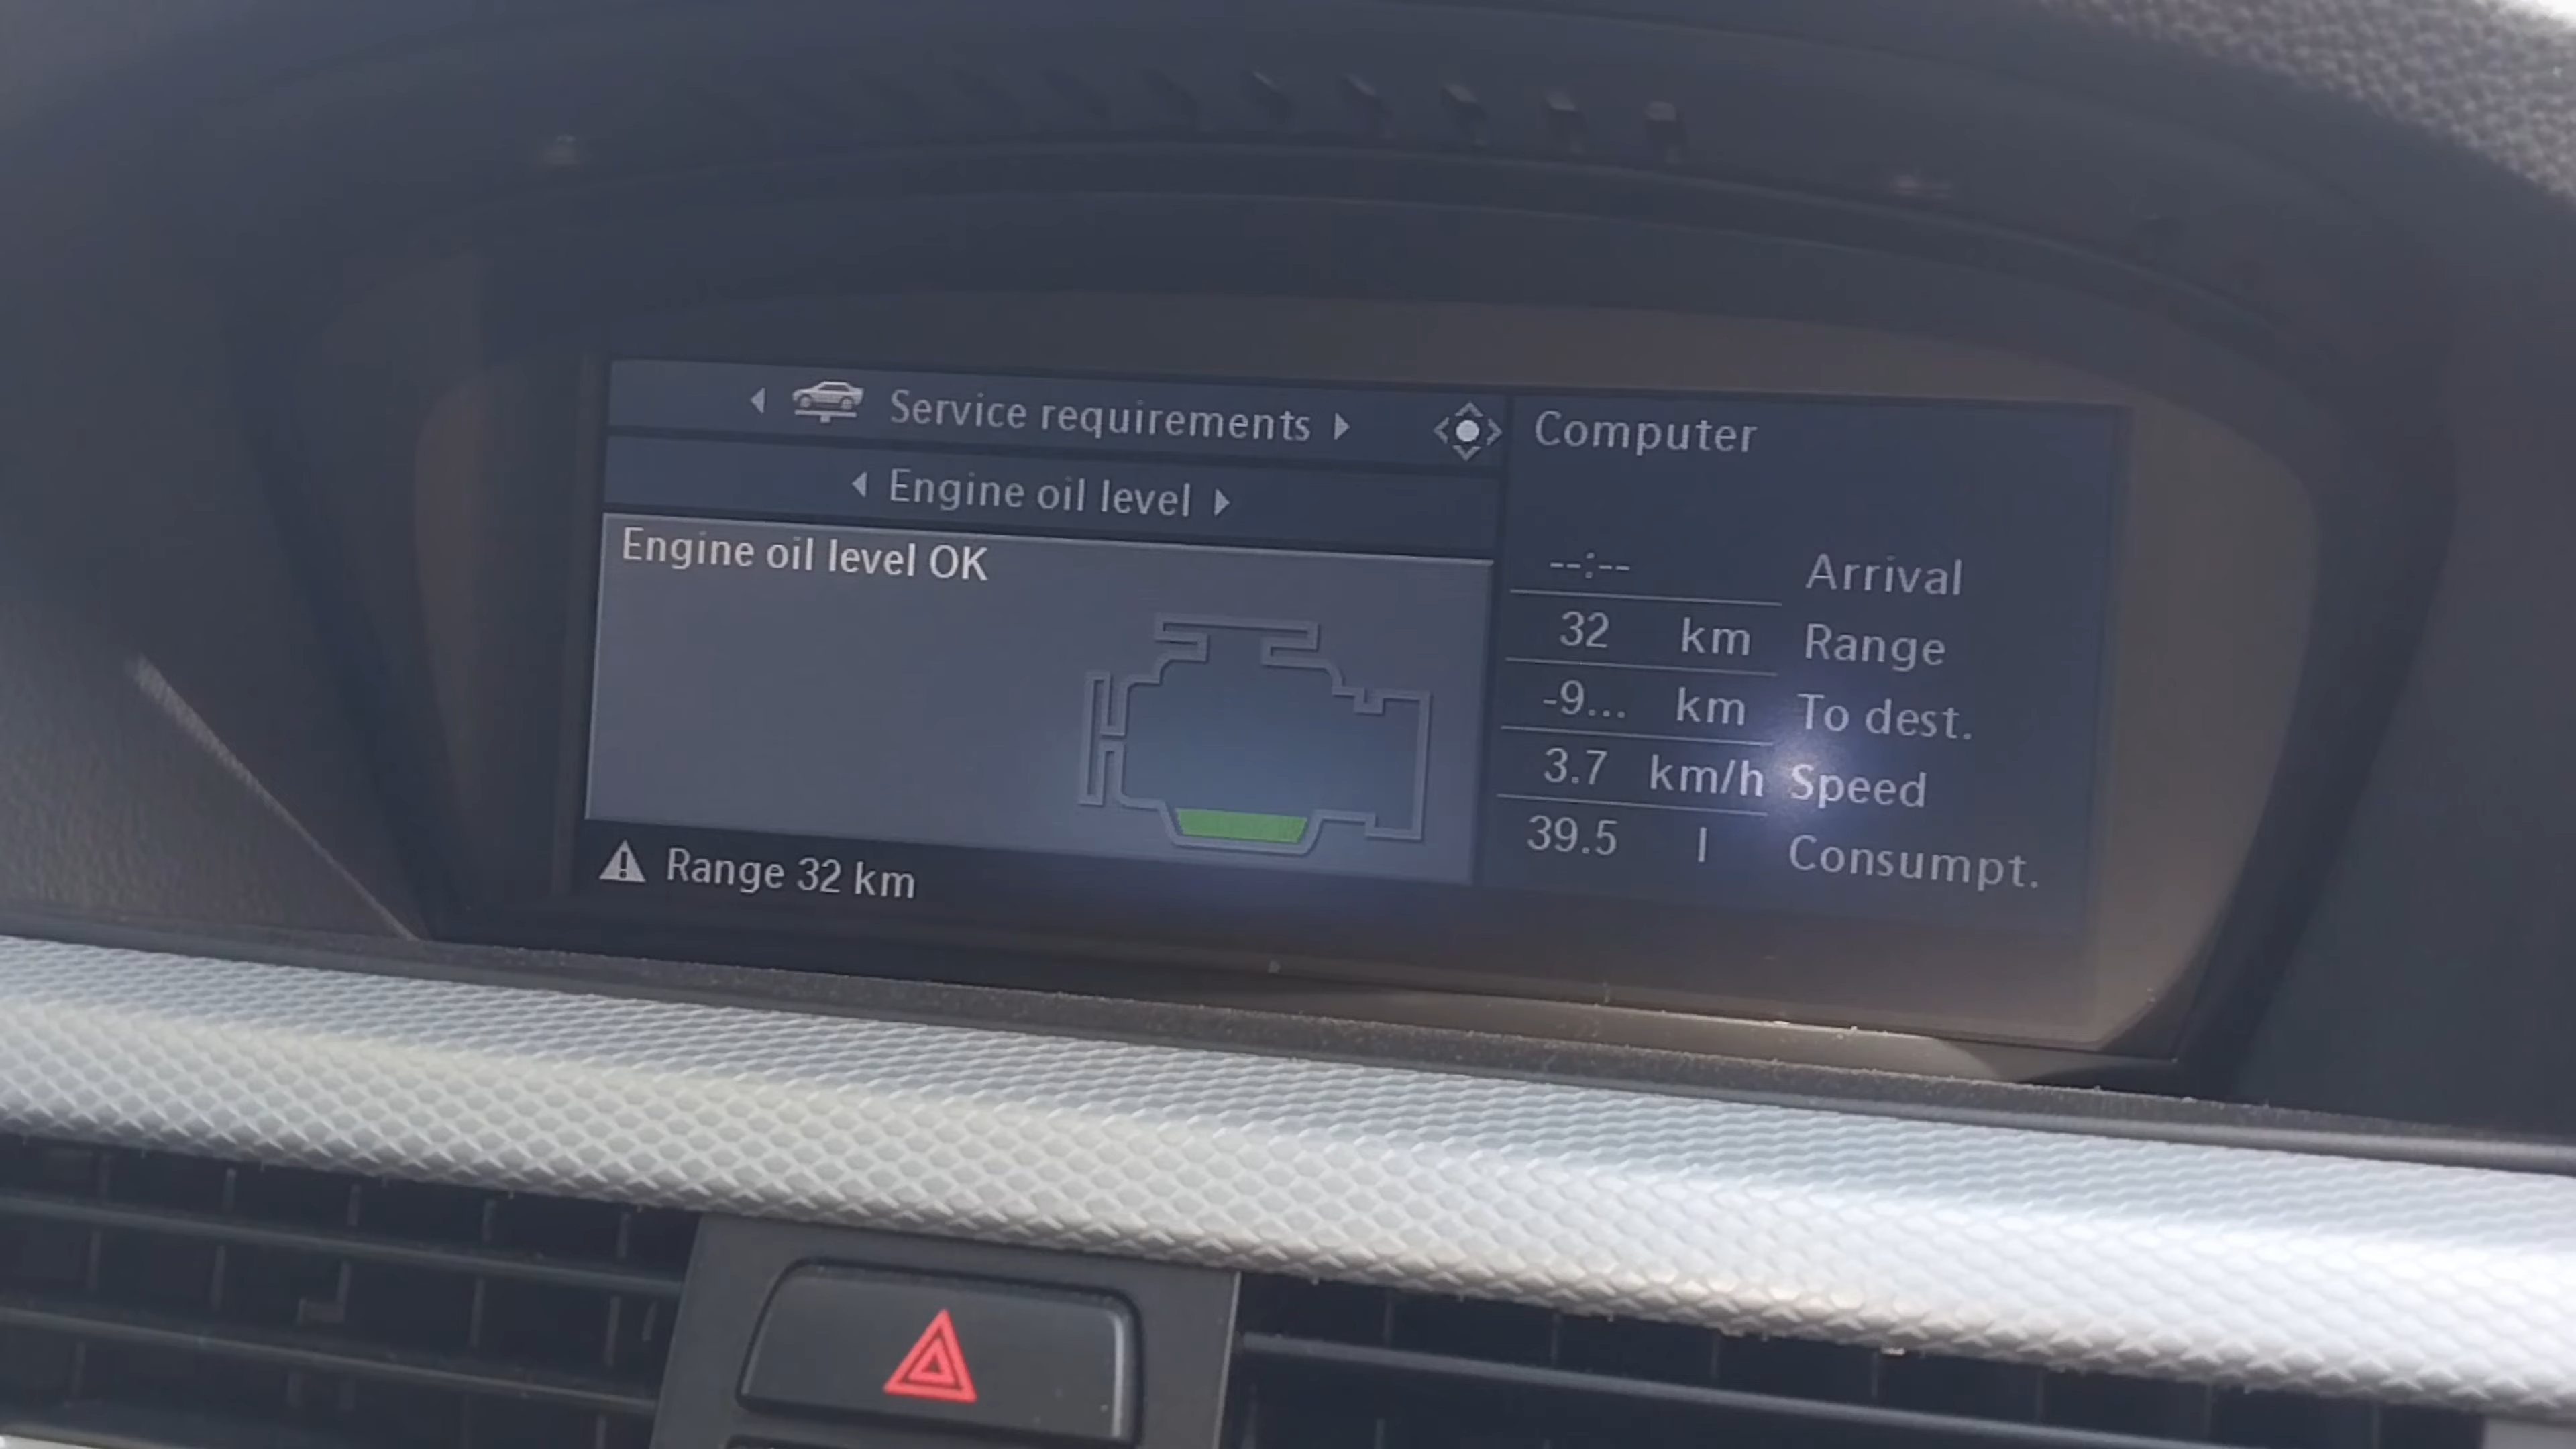 Service requirements
Engine oil level
Engine oil level OK
Range 32 km
Computer
--:-- Arrival
32 km Range
-9... km To dest.
3.7 km/h Speed
39.5 l Consumpt.